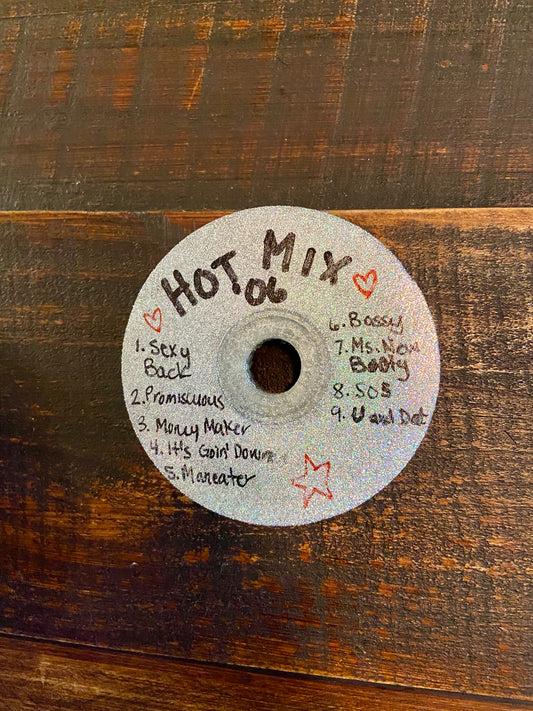 HOT MIX
06
1. Sexy
Back
2. Promiscuous
3. Money Maker
4. It's Goin' Down
5. Maneater
6. Bossy
7. Ms. New
Booty
8. SOS
9. U and Dat